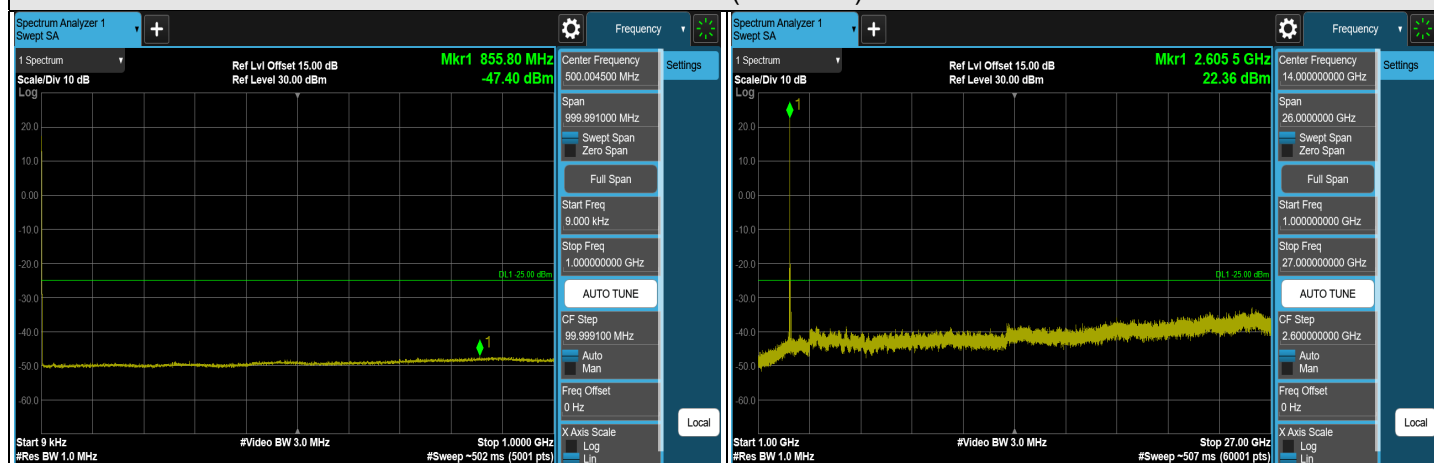 Spectrum Analyzer 1
Swept SA
Frequency
1 Spectrum
Scale/Div 10 dB
Log
Ref Lvl Offset 15.00 dB
Ref Level 30.00 dBm
Mkr1 855.80 MHz
-47.40 dBm
20.0
10.0
0.00
-10.0
-20.0
-30.0
-40.0
-50.0
-60.0
DL1 -25.00 dBm
1
Start 9 kHz
#Res BW 1.0 MHz
#Video BW 3.0 MHz
Stop 1.0000 GHz
#Sweep ~502 ms (5001 pts)
Center Frequency
500.004500 MHz
Span
999.991000 MHz
Swept Span
Zero Span
Full Span
Start Freq
9.000 kHz
Stop Freq
1.000000000 GHz
AUTO TUNE
CF Step
99.999100 MHz
Auto
Man
Freq Offset
0 Hz
X Axis Scale
Log
Lin
Settings
Local
Spectrum Analyzer 1
Swept SA
Frequency
1 Spectrum
Scale/Div 10 dB
Log
Ref Lvl Offset 15.00 dB
Ref Level 30.00 dBm
Mkr1 2.605 5 GHz
22.36 dBm
1
20.0
10.0
0.00
-10.0
-20.0
-30.0
-40.0
-50.0
-60.0
DL1 -25.00 dBm
Start 1.00 GHz
#Res BW 1.0 MHz
#Video BW 3.0 MHz
Stop 27.00 GHz
#Sweep ~507 ms (60001 pts)
Center Frequency
14.000000000 GHz
Span
26.0000000 GHz
Swept Span
Zero Span
Full Span
Start Freq
1.000000000 GHz
Stop Freq
27.000000000 GHz
AUTO TUNE
CF Step
2.600000000 GHz
Auto
Man
Freq Offset
0 Hz
X Axis Scale
Log
Lin
Settings
Local